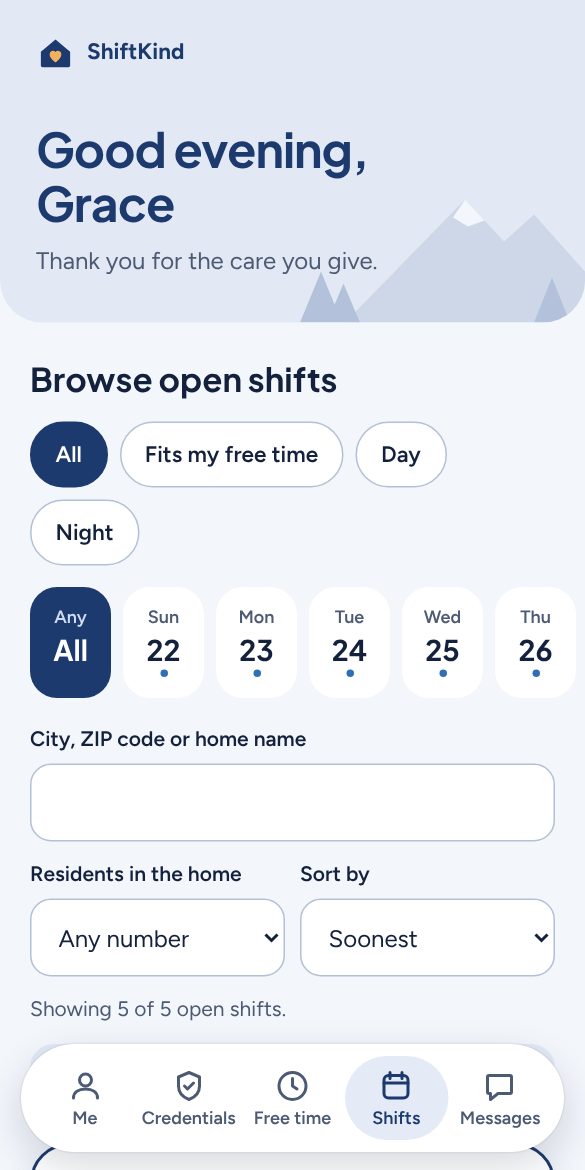 ShiftKind
Good evening,
Grace
Thank you for the care you give.
Browse open shifts
All
Fits my free time
Day
Night
Any
All
Sun
22
Mon
23
Tue
24
Wed
25
Thu
26
City, ZIP code or home name
Residents in the home
Sort by
Any number
Soonest
Showing 5 of 5 open shifts.
Me
Credentials
Free time
Shifts
Messages